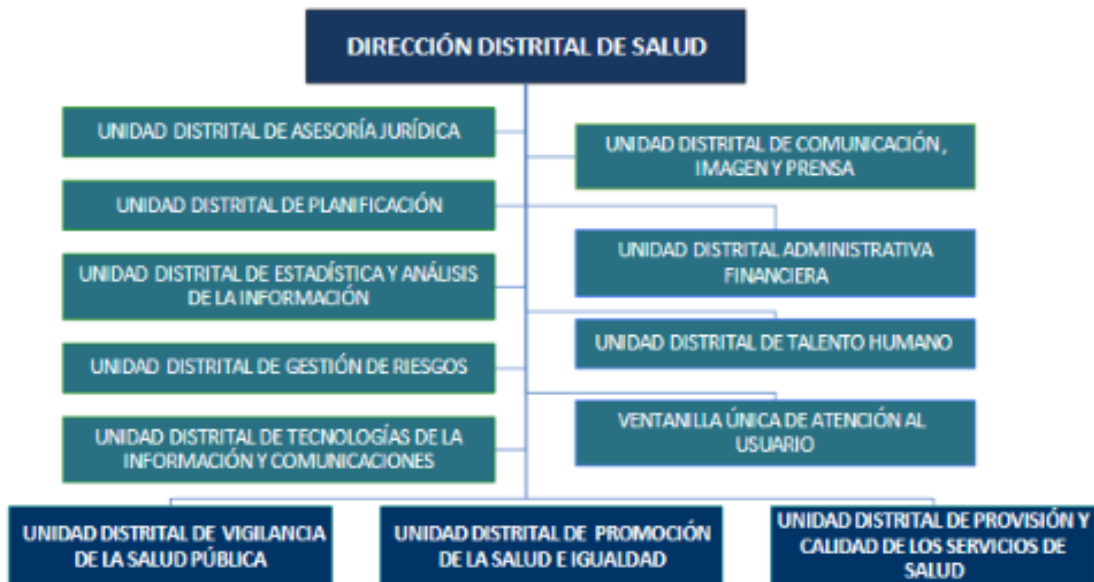 DIRECCIÓN DISTRITAL DE SALUD
UNIDAD DISTRITAL DE ASESORÍA JURÍDICA
UNIDAD DISTRITAL DE COMUNICACIÓN,
IMAGEN Y PRENSA
UNIDAD DISTRITAL DE PLANIFICACIÓN
UNIDAD DISTRITAL ADMINISTRATIVA
FINANCIERA
UNIDAD DISTRITAL DE ESTADÍSTICA Y ANÁLISIS
DE LA INFORMACIÓN
UNIDAD DISTRITAL DE TALENTO HUMANO
UNIDAD DISTRITAL DE GESTIÓN DE RIESGOS
VENTANILLA ÚNICA DE ATENCIÓN AL
USUARIO
UNIDAD DISTRITAL DE TECNOLOGÍAS DE LA
INFORMACIÓN Y COMUNICACIONES
UNIDAD DISTRITAL DE VIGILANCIA
DE LA SALUD PÚBLICA
UNIDAD DISTRITAL DE PROMOCIÓN
DE LA SALUD E IGUALDAD
UNIDAD DISTRITAL DE PROVISIÓN Y
CALIDAD DE LOS SERVICIOS DE
SALUD